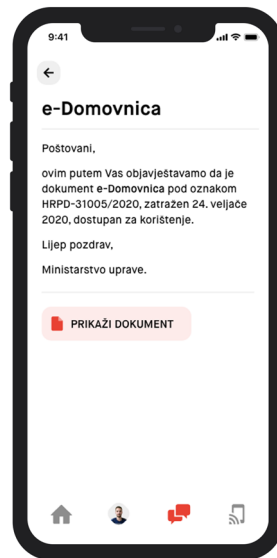 9:41
e-Domovnica
Poštovani,
ovim putem Vas objavještavamo da je
dokument e-Domovnica pod oznakom
HRPD-31005/2020, zatražen 24. veljače
2020, dostupan za korištenje.
Lijep pozdrav,
Ministarstvo uprave.
PRIKAŽI DOKUMENT